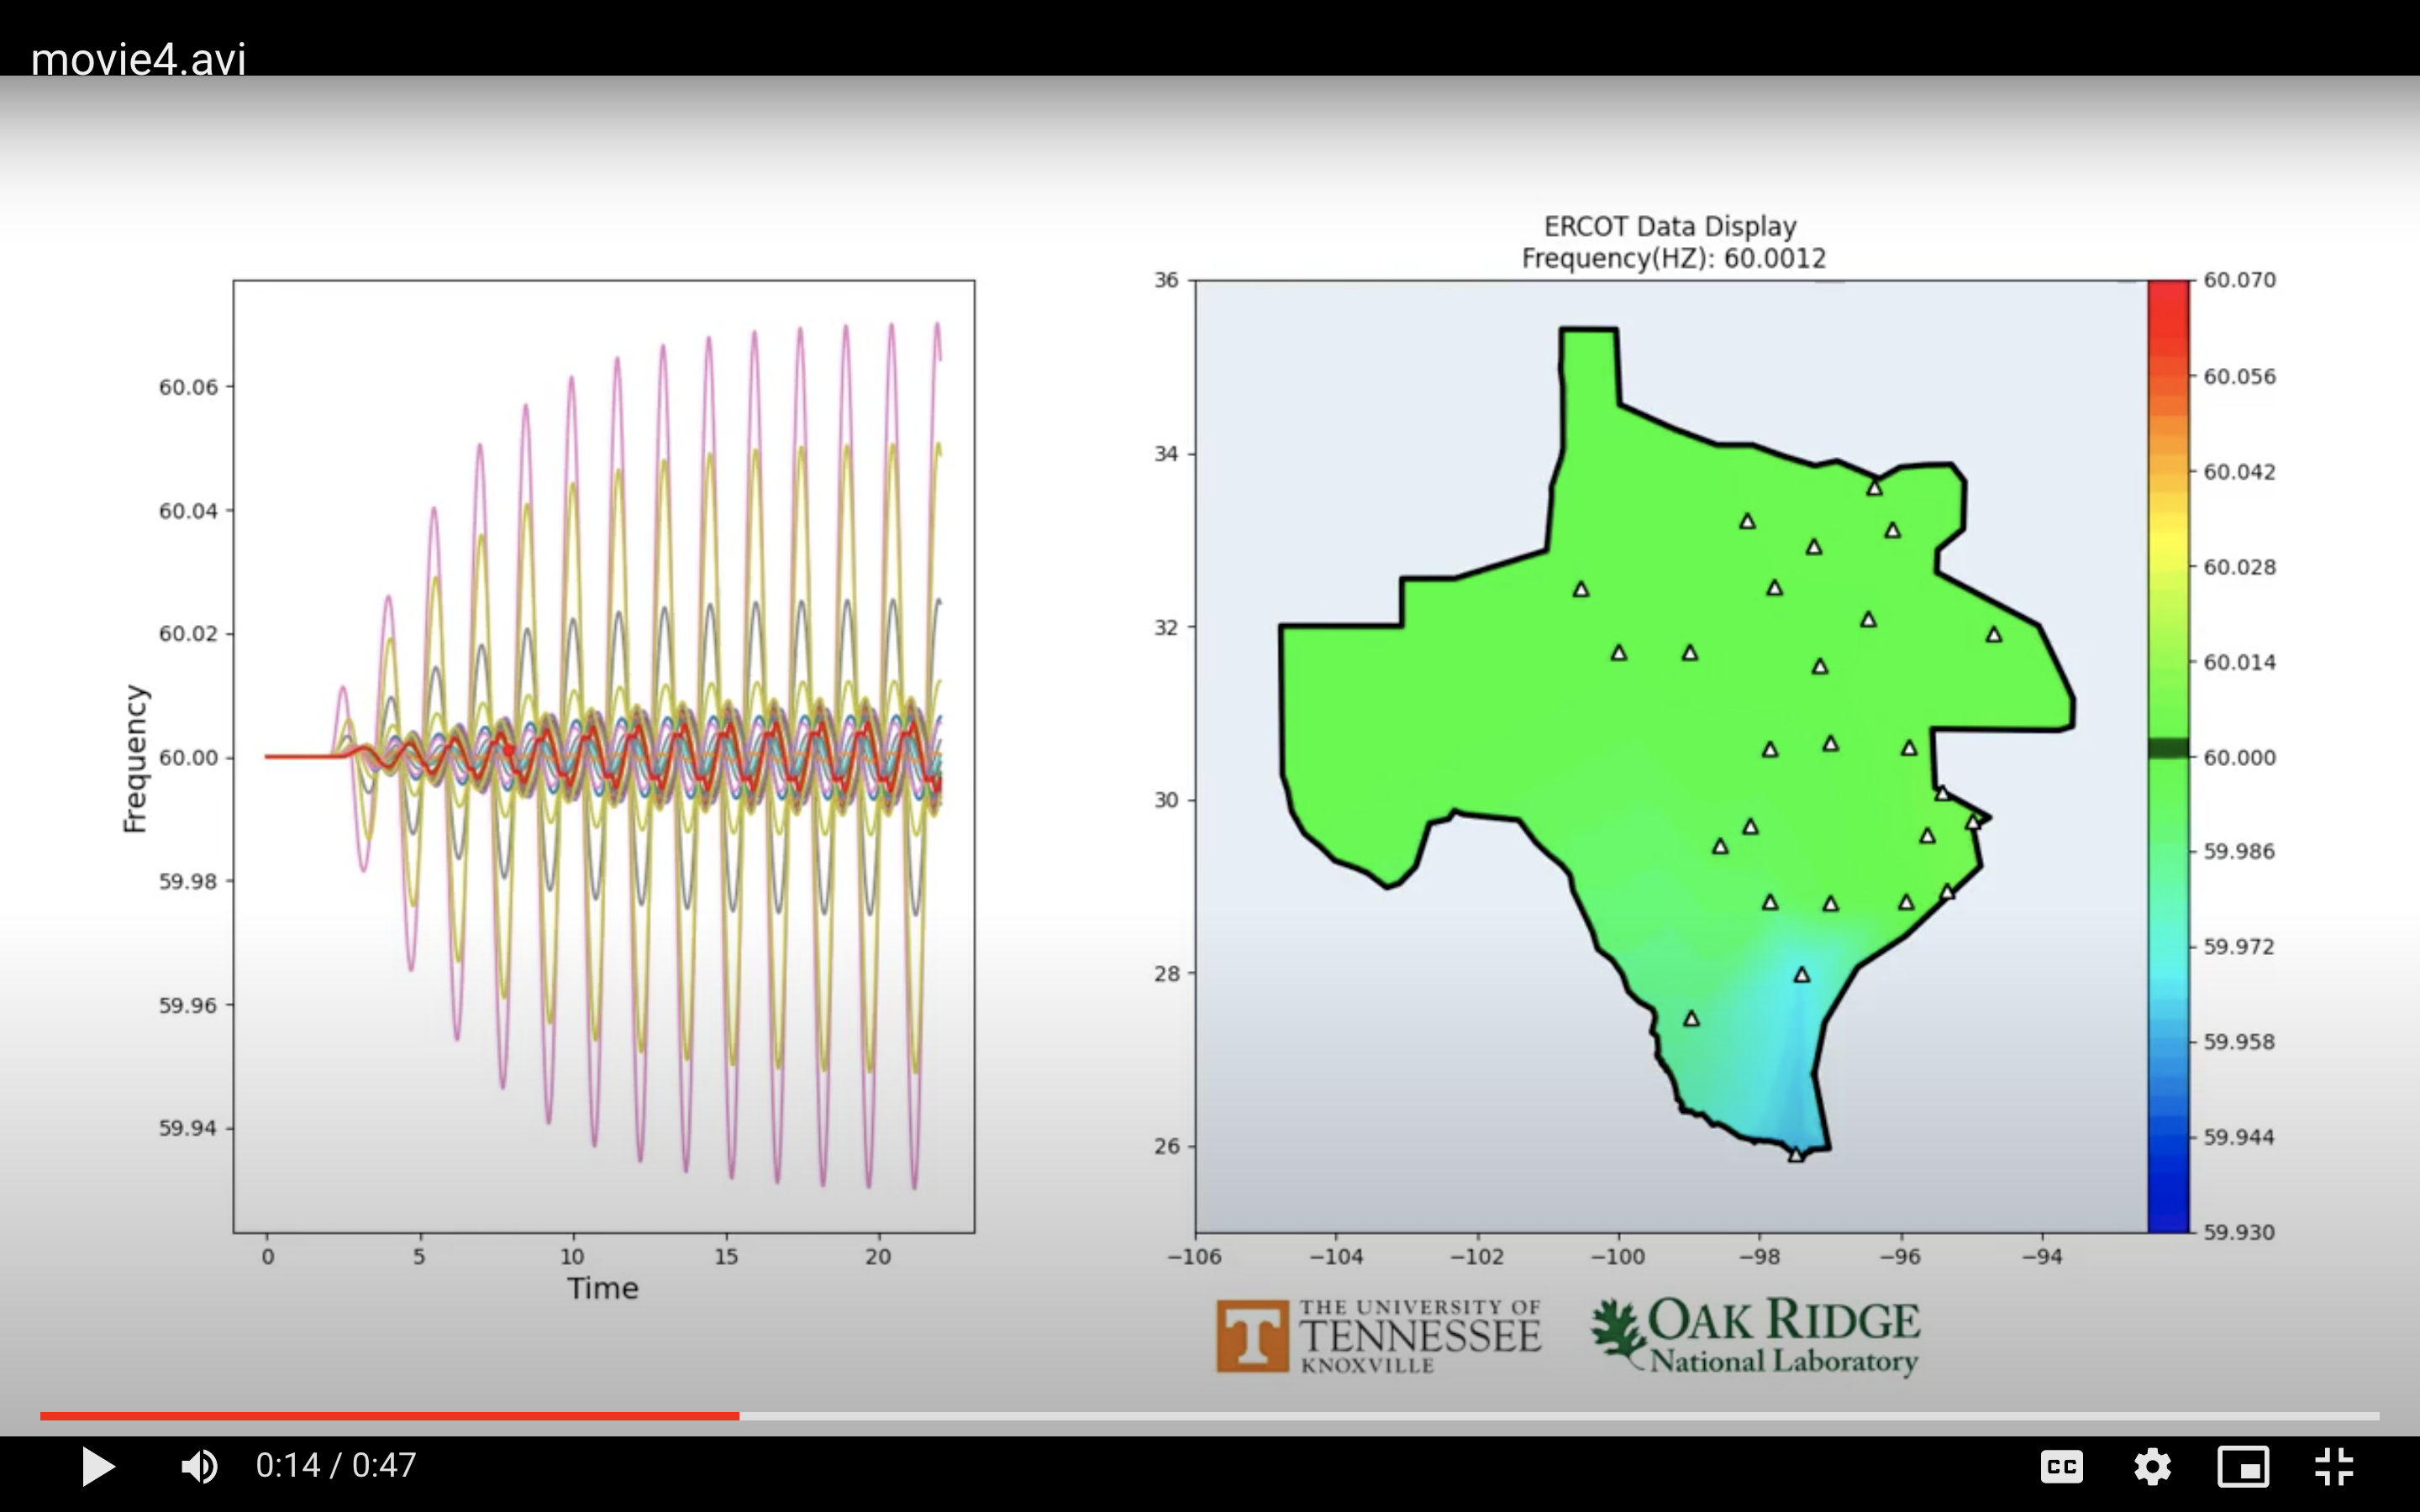 movie4.avi
ERCOT Data Display
Frequency(HZ): 60.0012
60.06
60.04
60.02
60.00
59.98
59.96
59.94
Frequency
0 5 10 15 20
Time
36
34
32
30
28
26
−106 −104 −102 −100 −98 −96 −94
60.070
60.056
60.042
60.028
60.014
60.000
59.986
59.972
59.958
59.944
59.930
T
THE UNIVERSITY OF
TENNESSEE
KNOXVILLE
OAK RIDGE
National Laboratory
0:14 / 0:47
CC